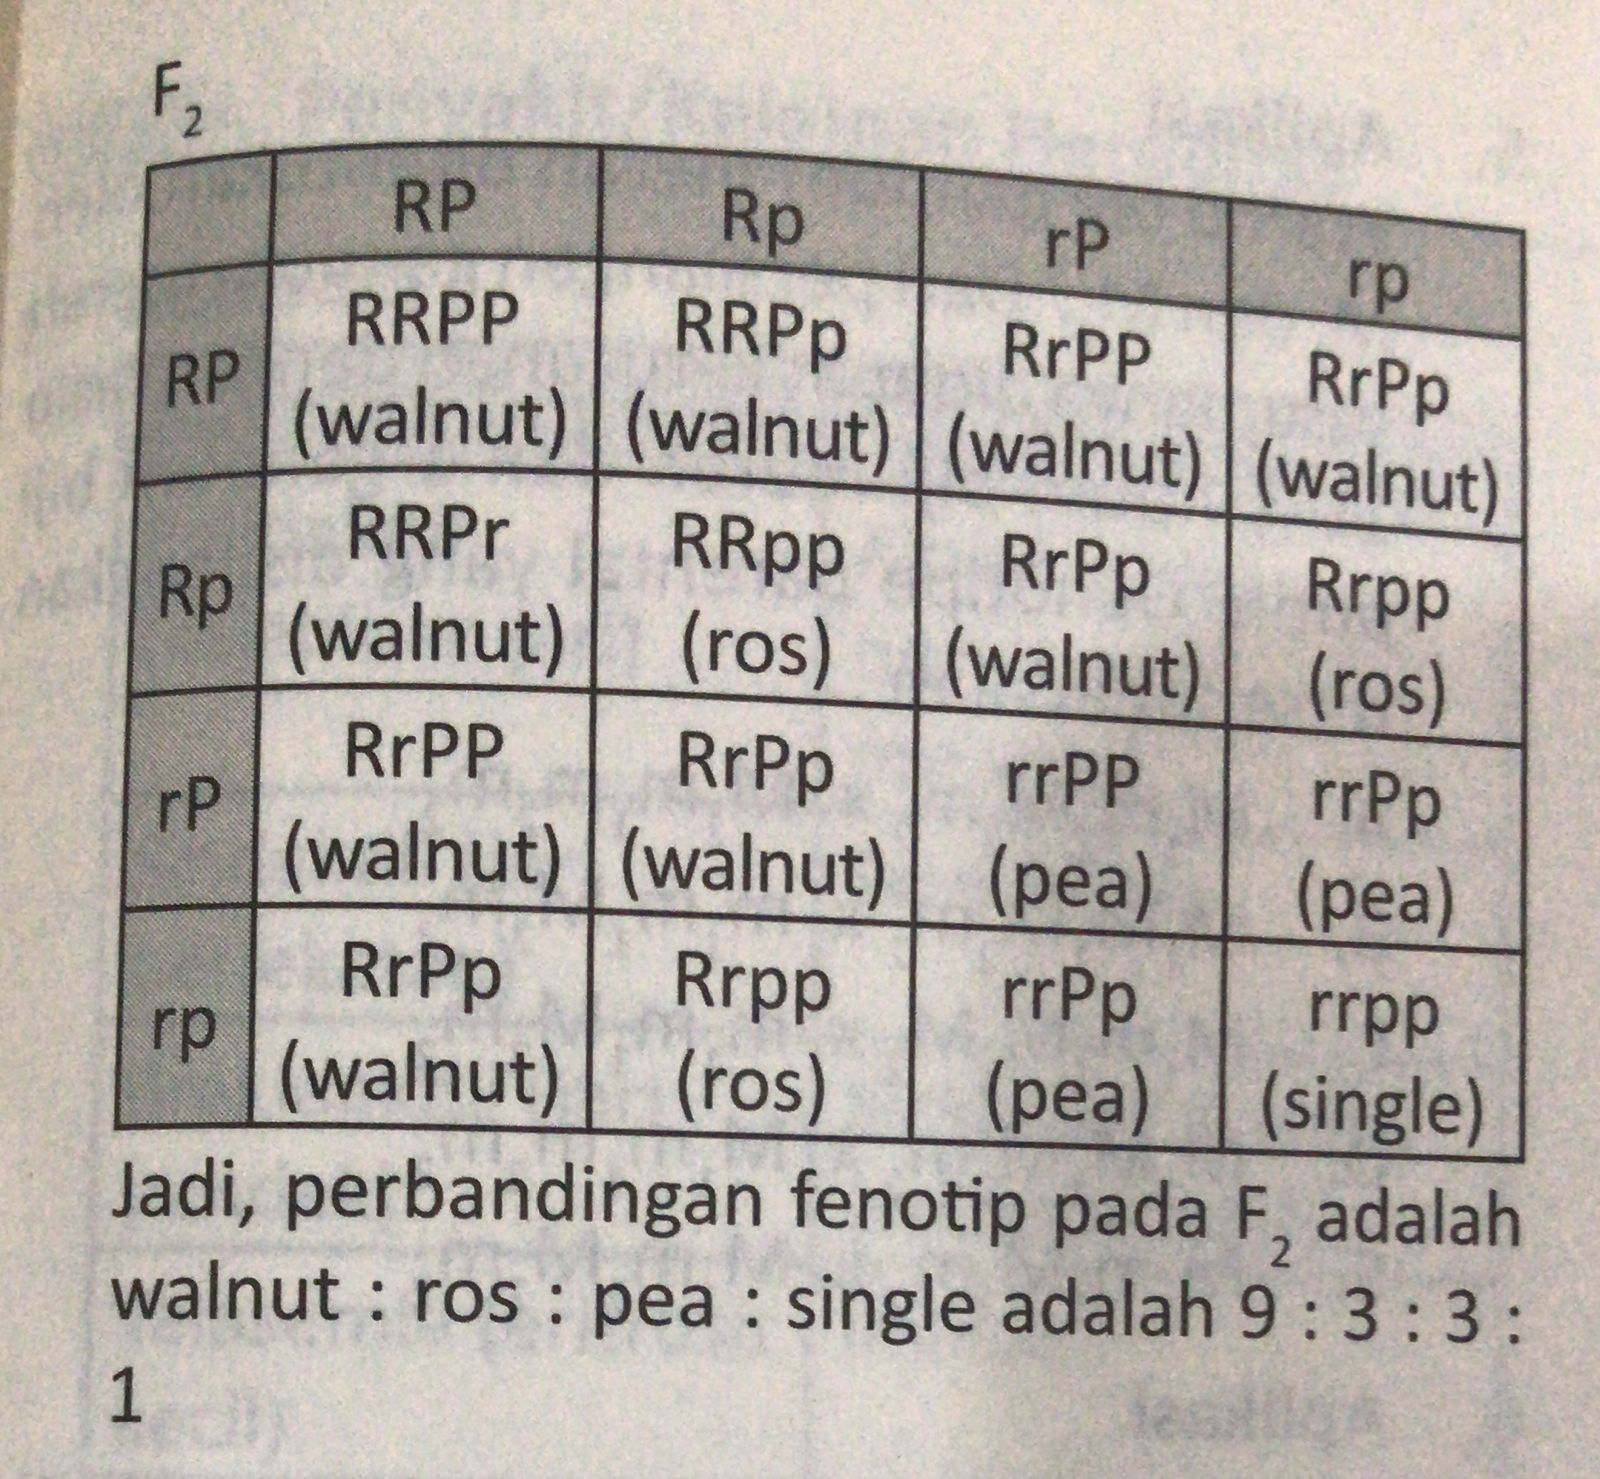 F₂
RP Rp rP rp
RP RRPP RRPp RrPP RrPp
(walnut) (walnut) (walnut) (walnut)
Rp RRPr RRpp RrPp Rrpp
(walnut) (ros) (walnut) (ros)
rP RrPP RrPp rrPP rrPp
(walnut) (walnut) (pea) (pea)
rp RrPp Rrpp rrPp rrpp
(walnut) (ros) (pea) (single)
Jadi, perbandingan fenotip pada F₂ adalah
walnut : ros : pea : single adalah 9 : 3 : 3 :
1